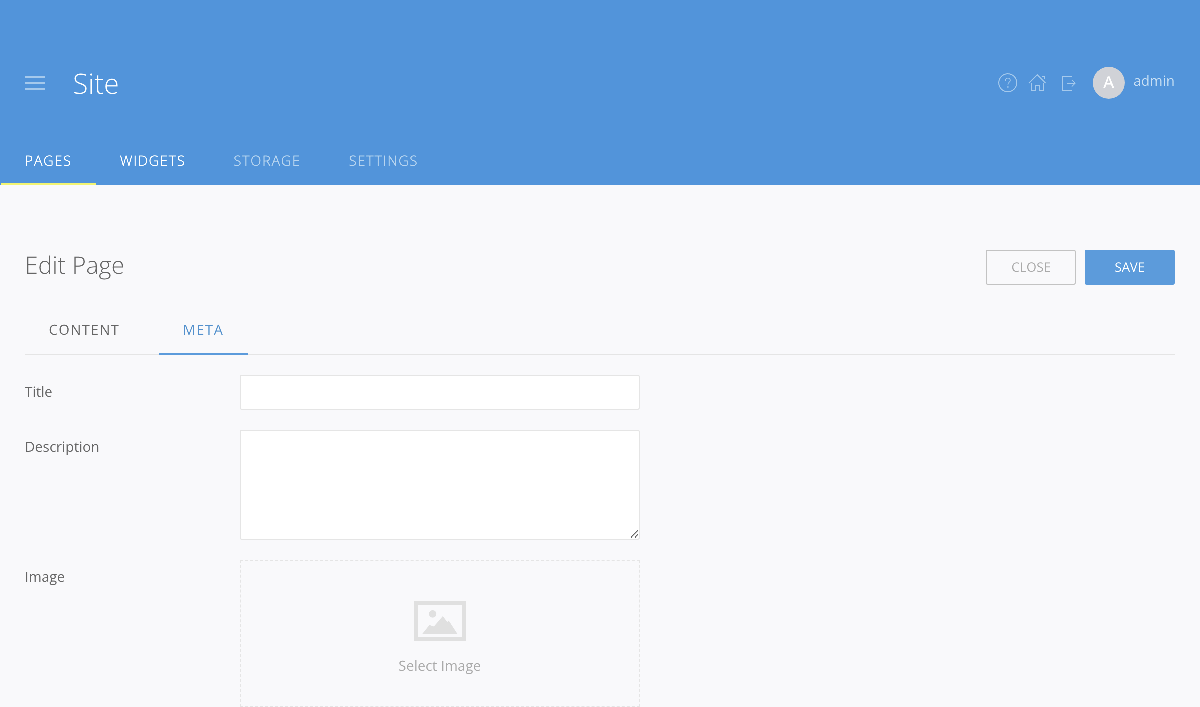 Site
? A admin
PAGES WIDGETS STORAGE SETTINGS
Edit Page
CLOSE SAVE
CONTENT META
Title
Description
Image
Select Image